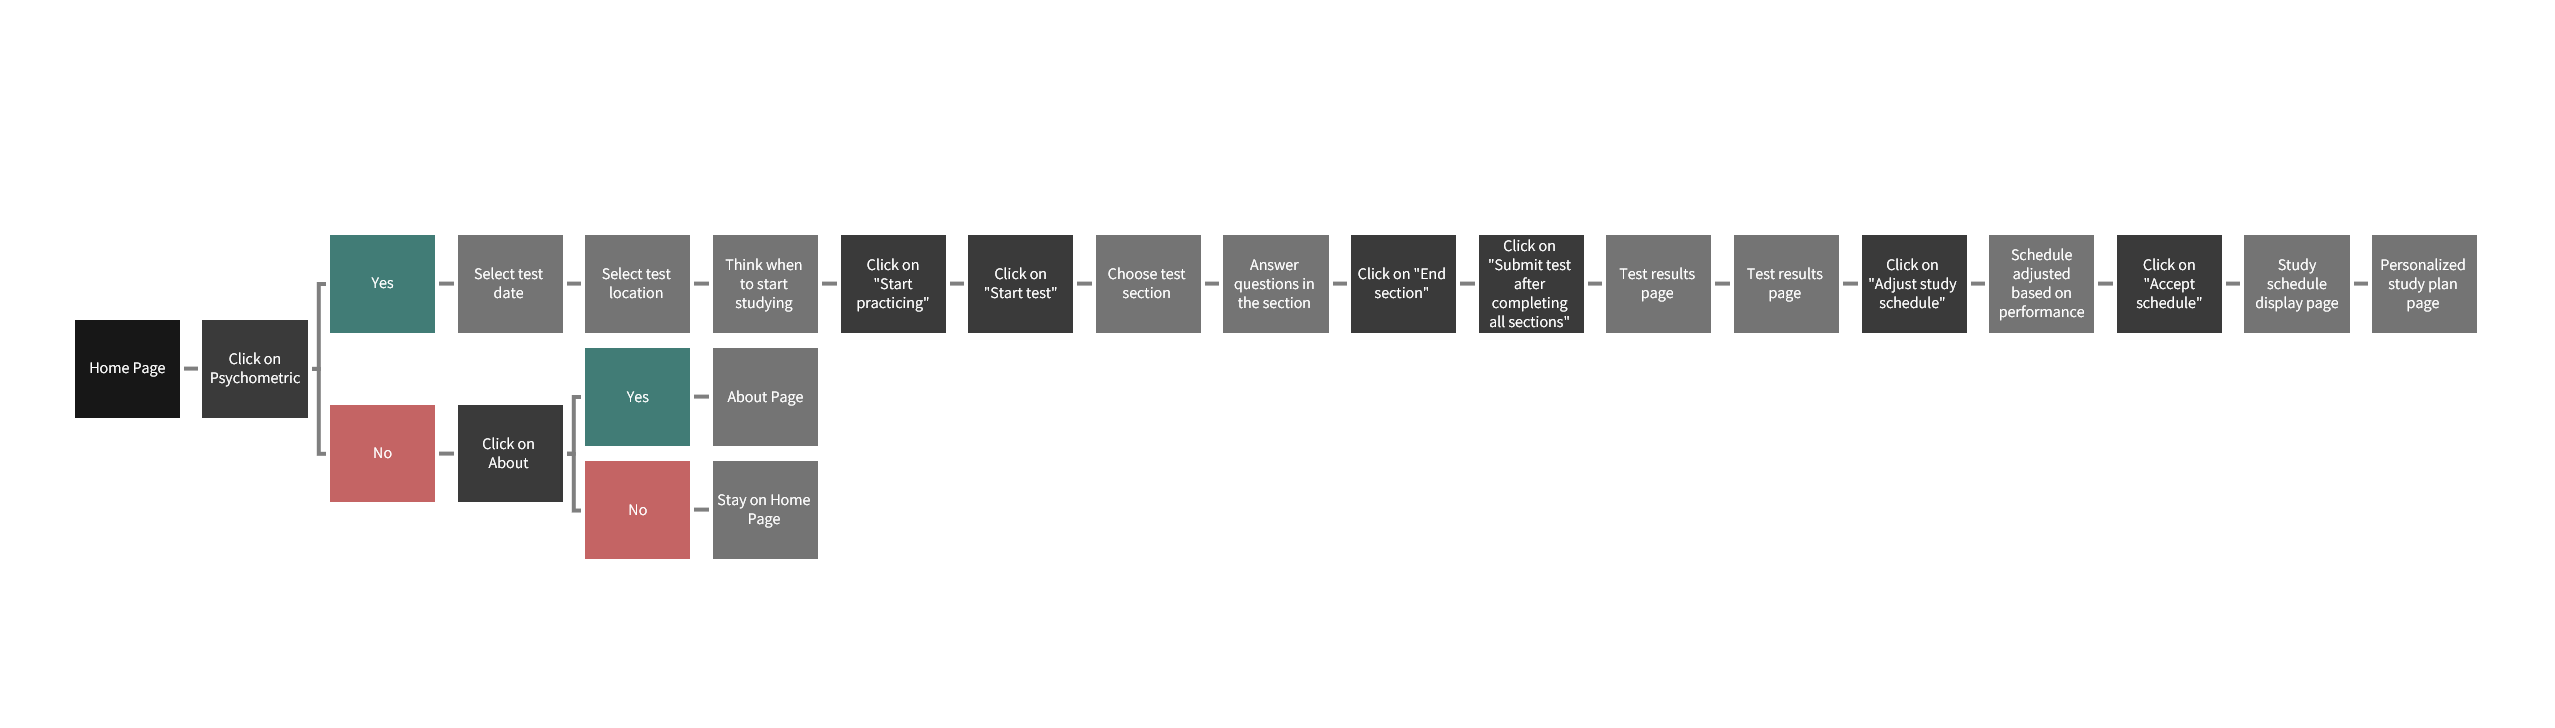 Home Page
Click on
Psychometric
Yes
Select test
date
Select test
location
Think when
to start
studying
Click on
"Start
practicing"
Click on
"Start test"
Choose test
section
Answer
questions in
the section
Click on "End
section"
Click on
"Submit test
after
completing
all sections"
Test results
page
Test results
page
Click on
"Adjust study
schedule"
Schedule
adjusted
based on
performance
Click on
"Accept
schedule"
Study
schedule
display page
Personalized
study plan
page
No
Click on
About
Yes
About Page
No
Stay on Home
Page